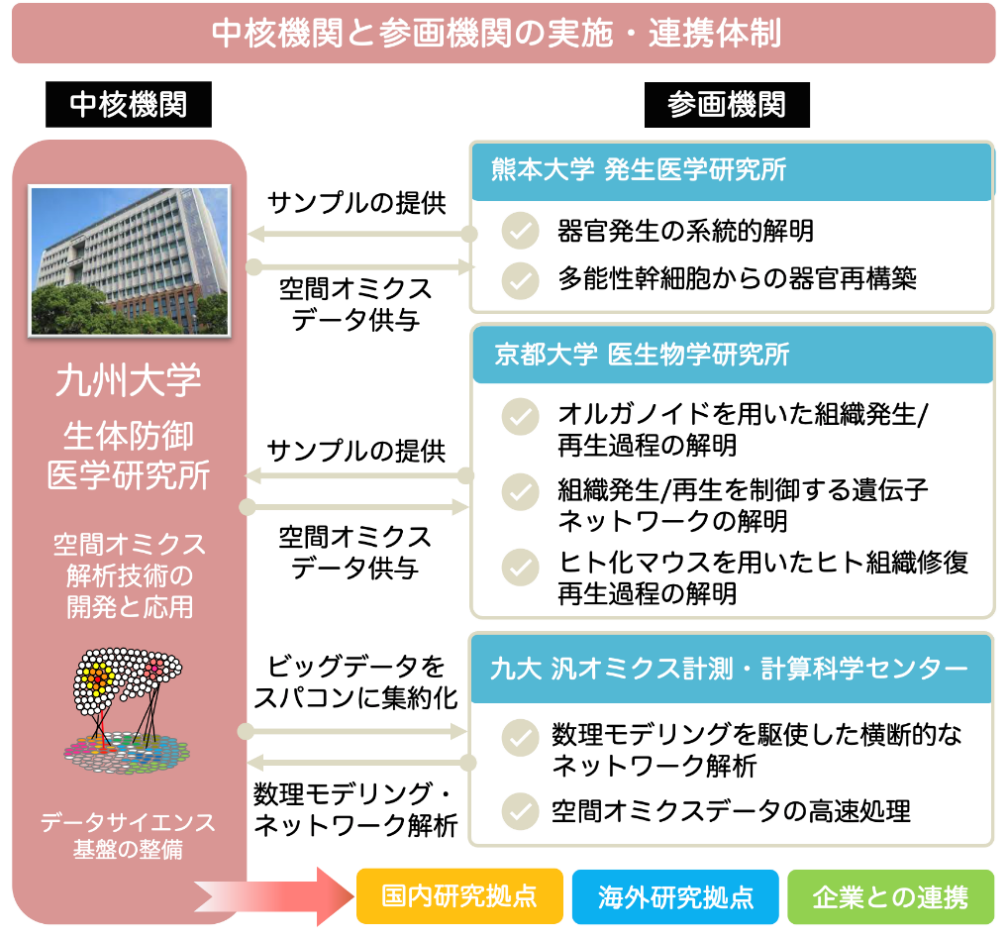 中核機関と参画機関の実施・連携体制
中核機関
九州大学
生体防御
医学研究所
空間オミクス
解析技術の
開発と応用
データサイエンス
基盤の整備
サンプルの提供
空間オミクス
データ供与
サンプルの提供
空間オミクス
データ供与
ビッグデータを
スパコンに集約化
数理モデリング・
ネットワーク解析
参画機関
熊本大学 発生医学研究所
器官発生の系統的解明
多能性幹細胞からの器官再構築
京都大学 医生物学研究所
オルガノイドを用いた組織発生/
再生過程の解明
組織発生/再生を制御する遺伝子
ネットワークの解明
ヒト化マウスを用いたヒト組織修復
再生過程の解明
九大 汎オミクス計測・計算科学センター
数理モデリングを駆使した横断的な
ネットワーク解析
空間オミクスデータの高速処理
国内研究拠点
海外研究拠点
企業との連携